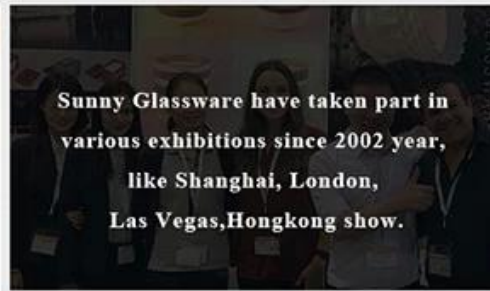 Sunny Glassware have taken part in
various exhibitions since 2002 year,
like Shanghai, London,
Las Vegas,Hongkong show.